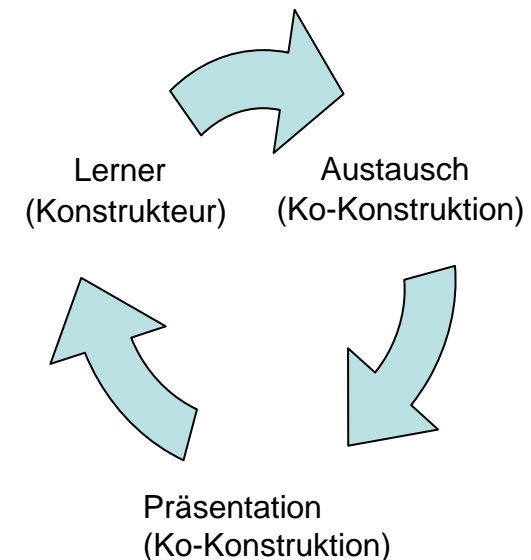 Lerner
(Konstrukteur)
Austausch
(Ko-Konstruktion)
Präsentation
(Ko-Konstruktion)